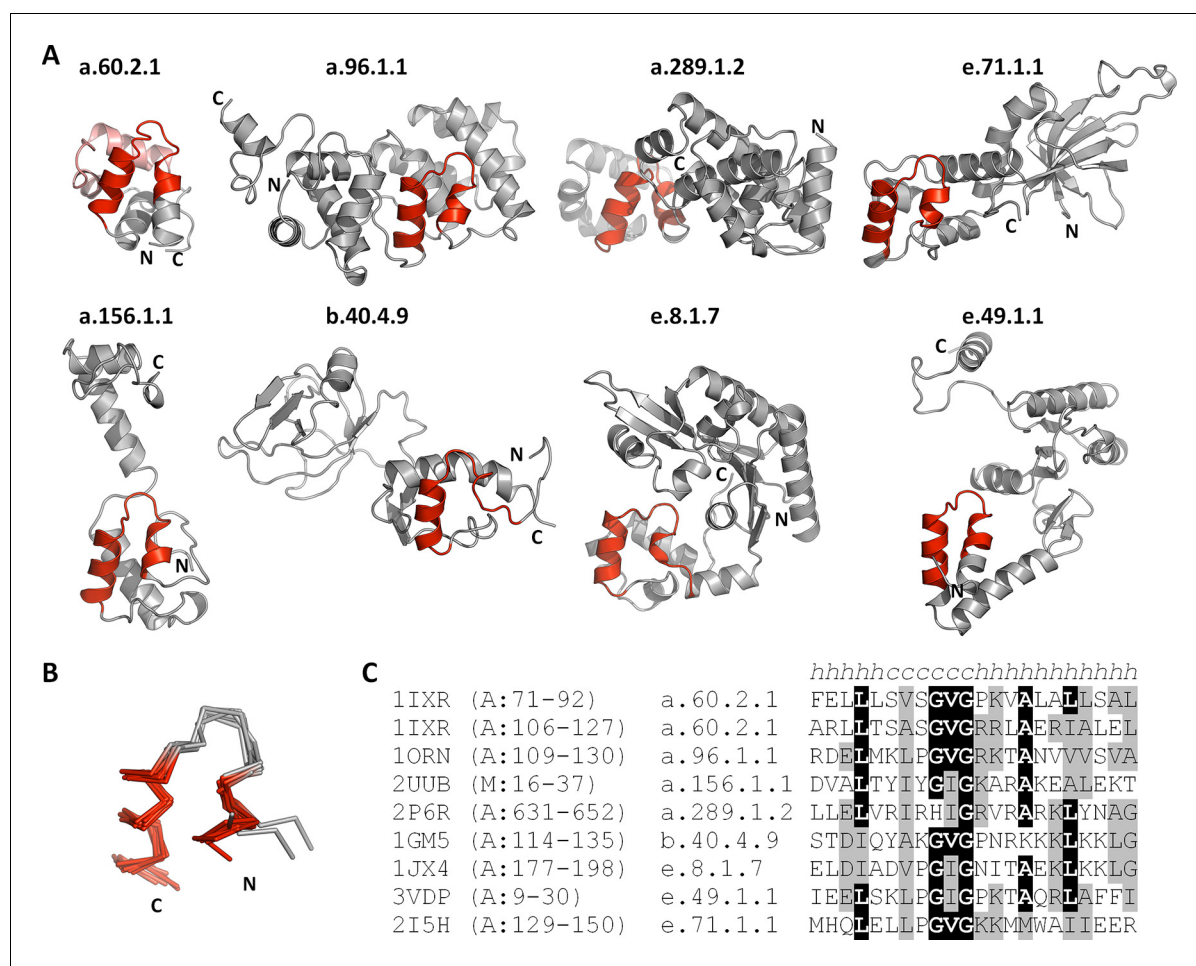 A
a.60.2.1 a.96.1.1 a.289.1.2 e.71.1.1
C N
N
C
N C
N C
C N
a.156.1.1 b.40.4.9 e.8.1.7 e.49.1.1
C
N
N
C
C
N
C
N
B
N
C
C hhhhhccccccchhhhhhhhhh
1IXR (A:71-92) a.60.2.1 FELLLSVSGVGPKVALALLSAL
1IXR (A:106-127) a.60.2.1 ARLLTSASGVGRRLAERIALEL
1ORN (A:109-130) a.96.1.1 RDELMKLPGVGRKTANVVVSVA
2UUB (M:16-37) a.156.1.1 DVALTYIYGIGKARAKEALEKT
2P6R (A:631-652) a.289.1.2 LLELVRIRHIGRVRARKLYNAG
1GM5 (A:114-135) b.40.4.9 STDIQYAKGVGPNRKKKLKKLG
1JX4 (A:177-198) e.8.1.7 ELDIADVPGIGNITAEKLKKLG
3VDP (A:9-30) e.49.1.1 IEELSKLPGIGPKTAQRLAFFI
2I5H (A:129-150) e.71.1.1 MHQLELLPGVGKKMMWAIIEER